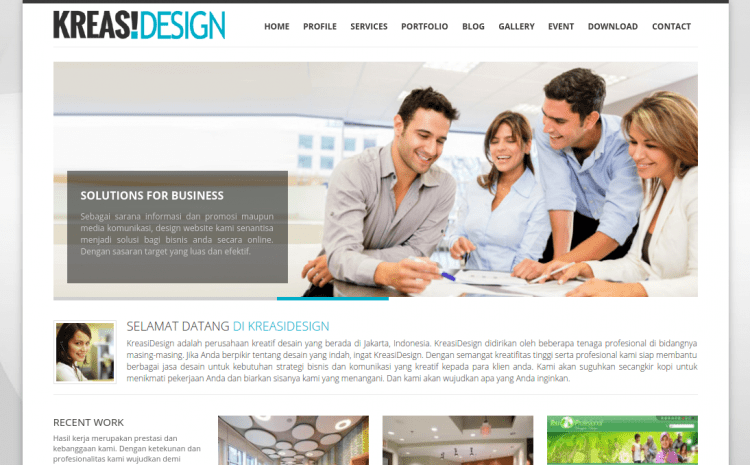 KREAS!DESIGN
HOME PROFILE SERVICES PORTFOLIO BLOG GALLERY EVENT DOWNLOAD CONTACT
SOLUTIONS FOR BUSINESS
Sebagai sarana informasi dan promosi maupun
media komunikasi, design website kami senantisa
menjadi solusi bagi bisnis anda secara online.
Dengan sasaran target yang luas dan efektif.
SELAMAT DATANG DI KREASIDESIGN
KreasiDesign adalah perusahaan kreatif desain yang berada di Jakarta, Indonesia. KreasiDesign didirikan oleh beberapa tenaga profesional di bidangnya
masing-masing. Jika Anda berpikir tentang desain yang indah, ingat KreasiDesign. Dengan semangat kreatifitas tinggi serta profesional kami siap membantu
berbagai jasa desain untuk kebutuhan strategi bisnis dan komunikasi yang kreatif kepada para klien anda. Kami akan suguhkan secangkir kopi untuk
menikmati pekerjaan Anda dan biarkan sisanya kami yang menangani. Dan kami akan wujudkan apa yang Anda inginkan.
RECENT WORK
Hasil kerja merupakan prestasi dan
kebanggaan kami. Dengan ketekunan dan
profesionalitas kami wujudkan demi